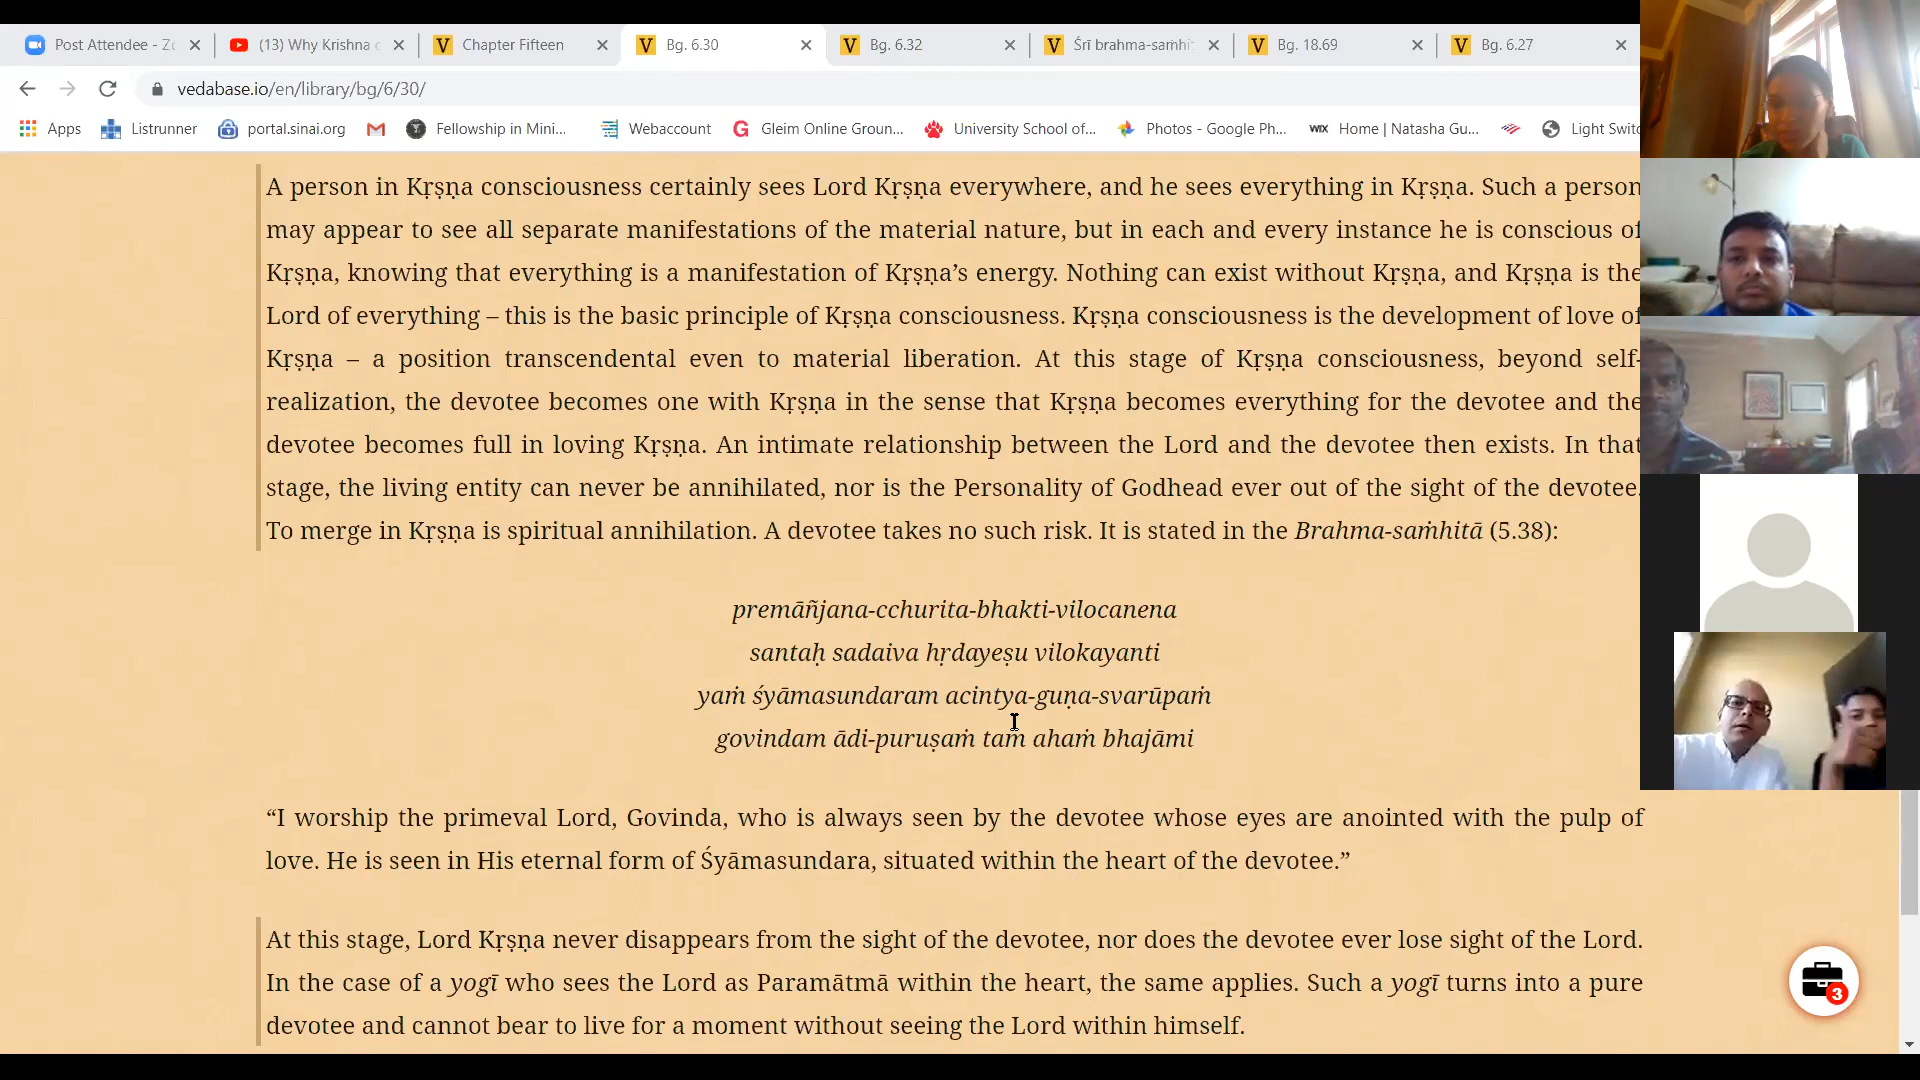 Post Attendee - Zo
(13) Why Krishna c
Chapter Fifteen
Bg. 6.30
Bg. 6.32
Śrī brahma-saṁhit
Bg. 18.69
Bg. 6.27
vedabase.io/en/library/bg/6/30/
Apps
Listrunner
portal.sinai.org
Fellowship in Mini...
Webaccount
Gleim Online Groun...
University School of...
Photos - Google Ph...
WIX
Home | Natasha Gu...
Light Switc
A person in Kṛṣṇa consciousness certainly sees Lord Kṛṣṇa everywhere, and he sees everything in Kṛṣṇa. Such a person
may appear to see all separate manifestations of the material nature, but in each and every instance he is conscious of
Kṛṣṇa, knowing that everything is a manifestation of Kṛṣṇa’s energy. Nothing can exist without Kṛṣṇa, and Kṛṣṇa is the
Lord of everything – this is the basic principle of Kṛṣṇa consciousness. Kṛṣṇa consciousness is the development of love of
Kṛṣṇa – a position transcendental even to material liberation. At this stage of Kṛṣṇa consciousness, beyond self-
realization, the devotee becomes one with Kṛṣṇa in the sense that Kṛṣṇa becomes everything for the devotee and the
devotee becomes full in loving Kṛṣṇa. An intimate relationship between the Lord and the devotee then exists. In that
stage, the living entity can never be annihilated, nor is the Personality of Godhead ever out of the sight of the devotee.
To merge in Kṛṣṇa is spiritual annihilation. A devotee takes no such risk. It is stated in the Brahma-saṁhitā (5.38):
premāñjana-cchurita-bhakti-vilocanena
santaḥ sadaiva hṛdayeṣu vilokayanti
yaṁ śyāmasundaram acintya-guṇa-svarūpaṁ
govindam ādi-puruṣaṁ tam ahaṁ bhajāmi
“I worship the primeval Lord, Govinda, who is always seen by the devotee whose eyes are anointed with the pulp of
love. He is seen in His eternal form of Śyāmasundara, situated within the heart of the devotee.”
At this stage, Lord Kṛṣṇa never disappears from the sight of the devotee, nor does the devotee ever lose sight of the Lord.
In the case of a yogī who sees the Lord as Paramātmā within the heart, the same applies. Such a yogī turns into a pure
devotee and cannot bear to live for a moment without seeing the Lord within himself.
3